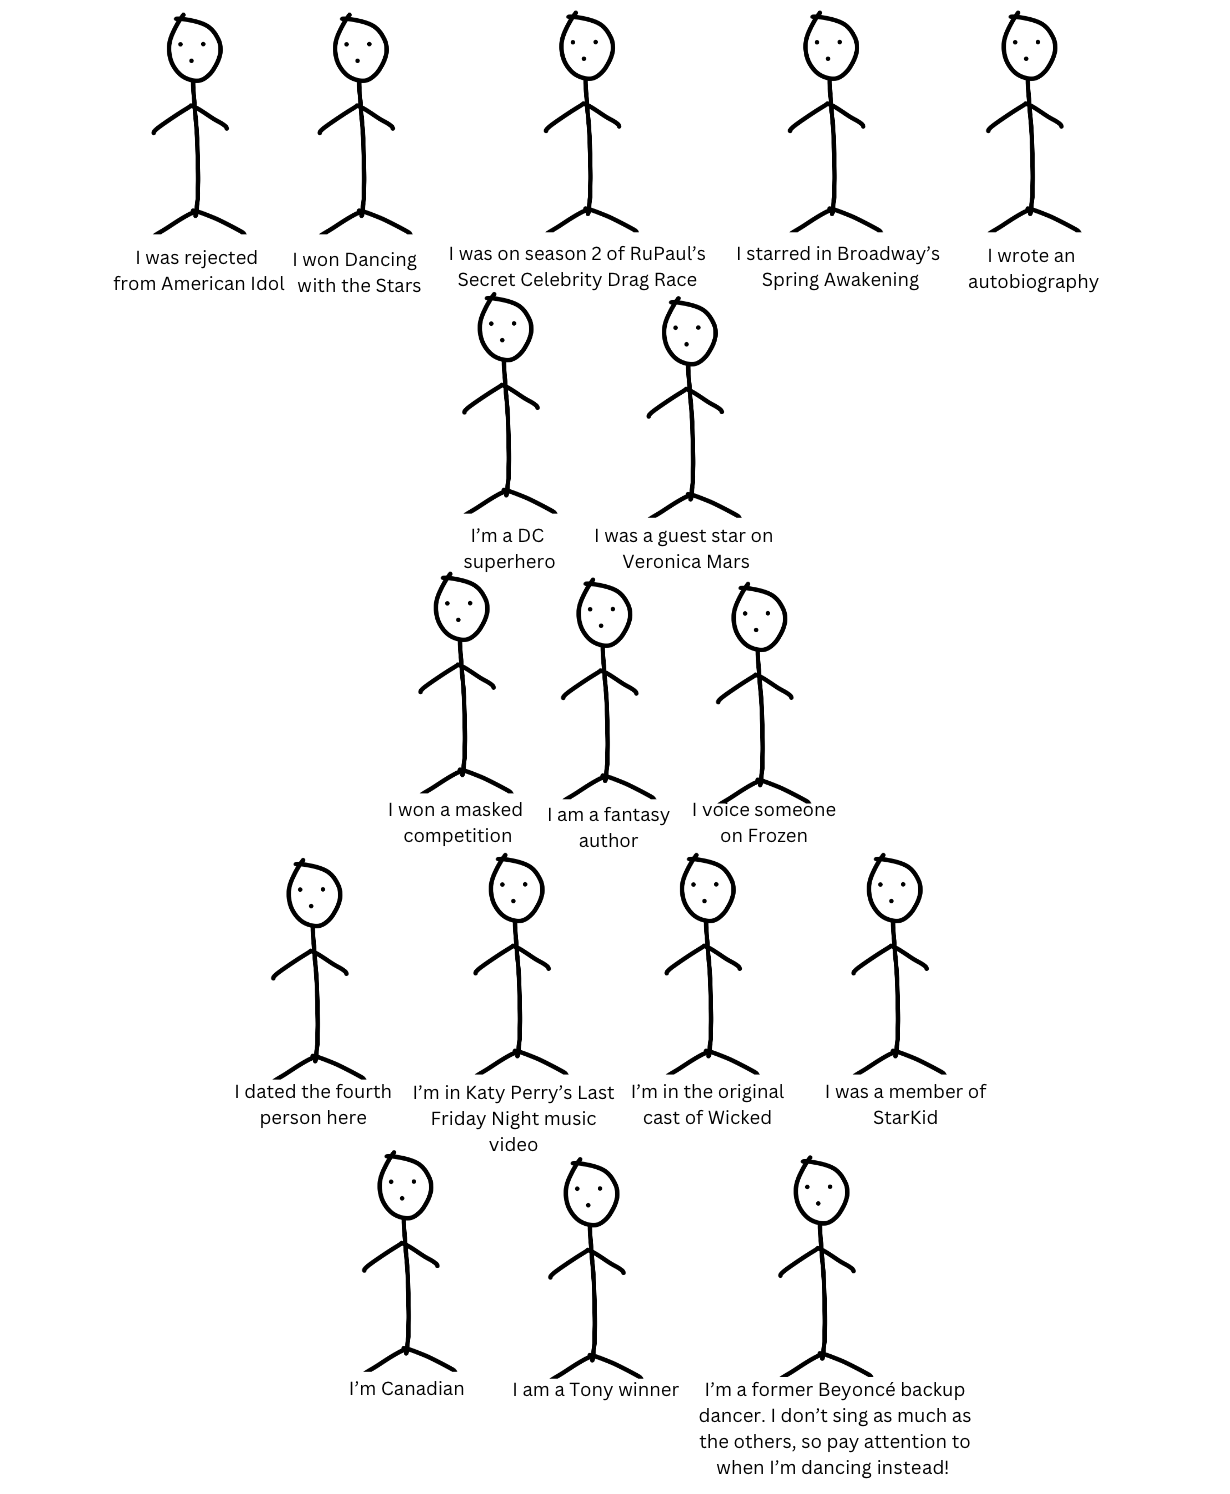 I was rejected
from American Idol
I won Dancing
with the Stars
I was on season 2 of RuPaul’s
Secret Celebrity Drag Race
I starred in Broadway’s
Spring Awakening
I wrote an
autobiography
I’m a DC
superhero
I was a guest star on
Veronica Mars
I won a masked
competition
I am a fantasy
author
I voice someone
on Frozen
I dated the fourth
person here
I’m in Katy Perry’s Last
Friday Night music
video
I’m in the original
cast of Wicked
I was a member of
StarKid
I’m Canadian
I am a Tony winner
I’m a former Beyoncé backup
dancer. I don’t sing as much as
the others, so pay attention to
when I’m dancing instead!